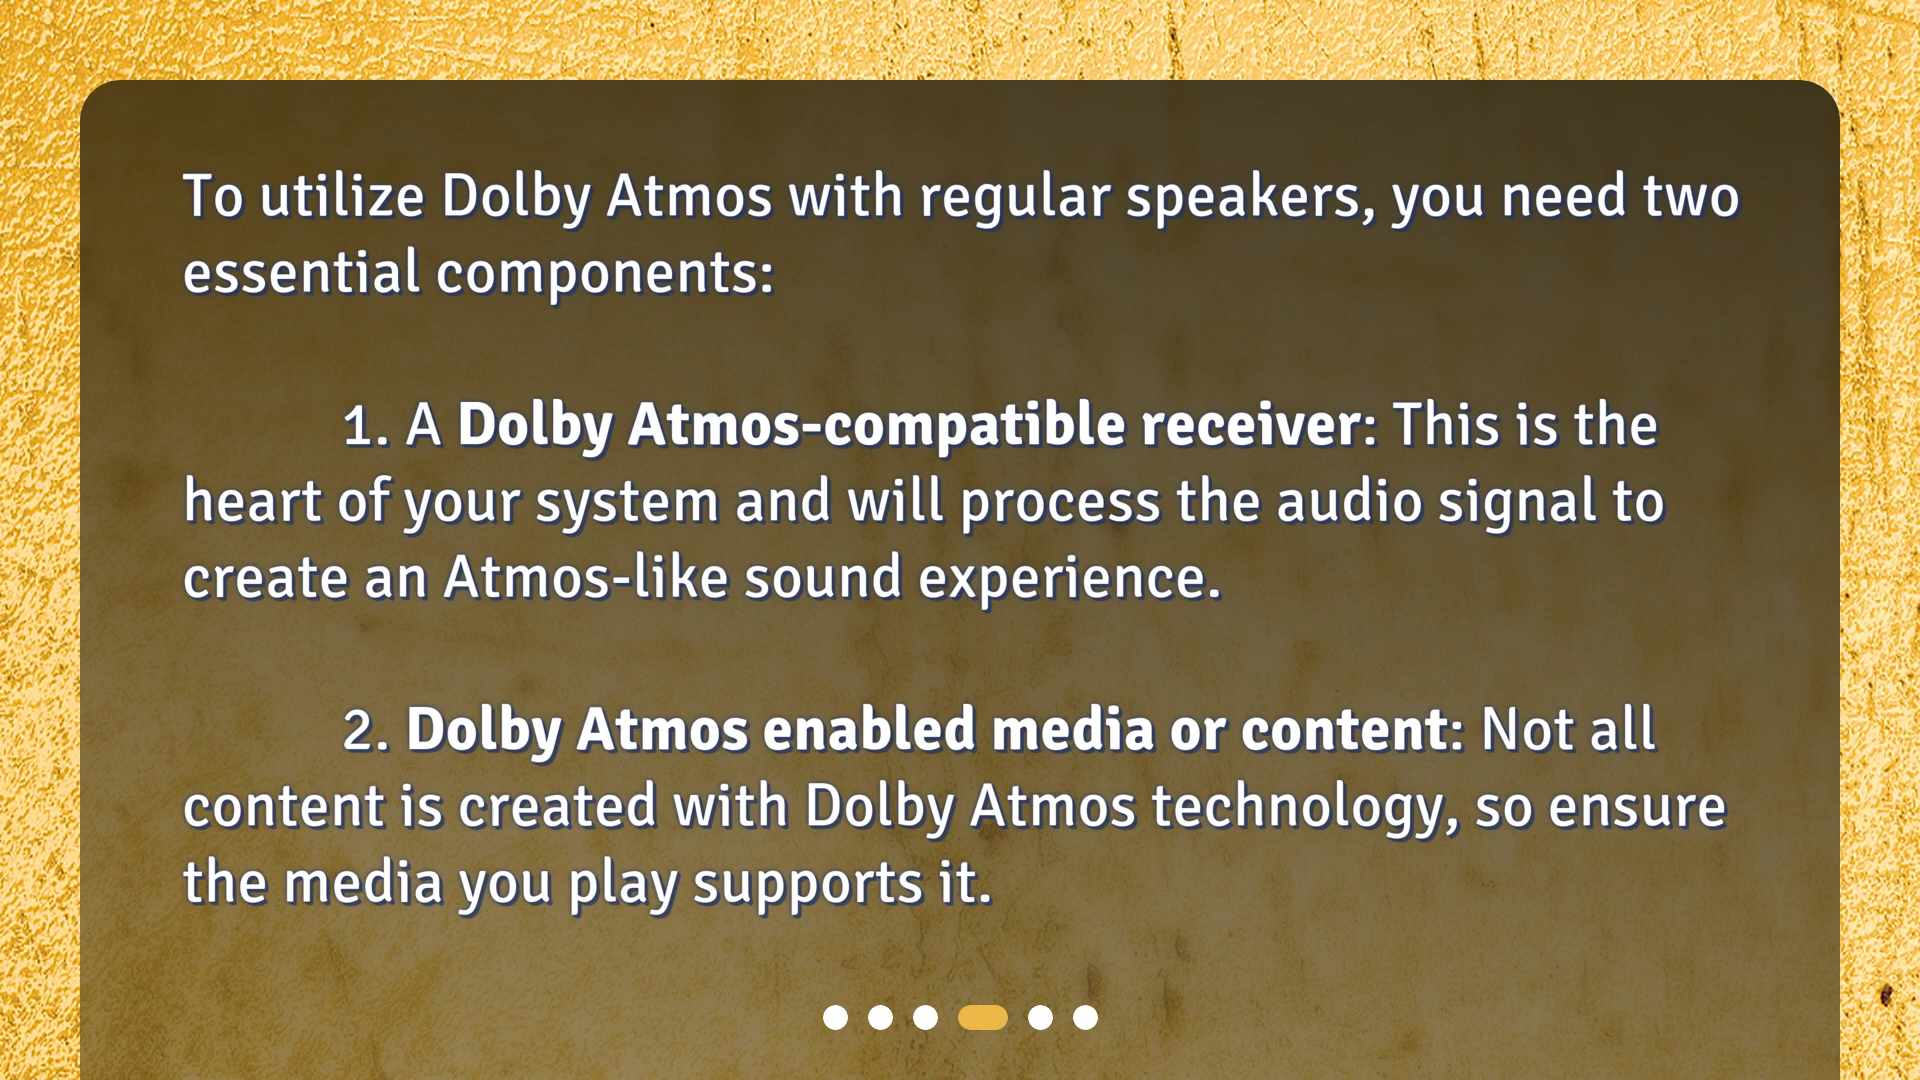 To utilize Dolby Atmos with regular speakers, you need two
essential components:
1. A Dolby Atmos-compatible receiver: This is the
heart of your system and will process the audio signal to
create an Atmos-like sound experience.
2. Dolby Atmos enabled media or content: Not all
content is created with Dolby Atmos technology, so ensure
the media you play supports it.